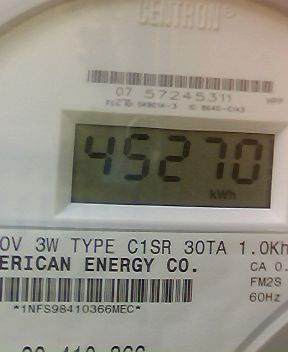 CENTRON®
07 57245311 MPP
45270
kWh
0V 3W TYPE C1SR 30TA 1.0Kh
ERICAN ENERGY CO. CA 0.
FM2S
60Hz
*1NFS98410366MEC*